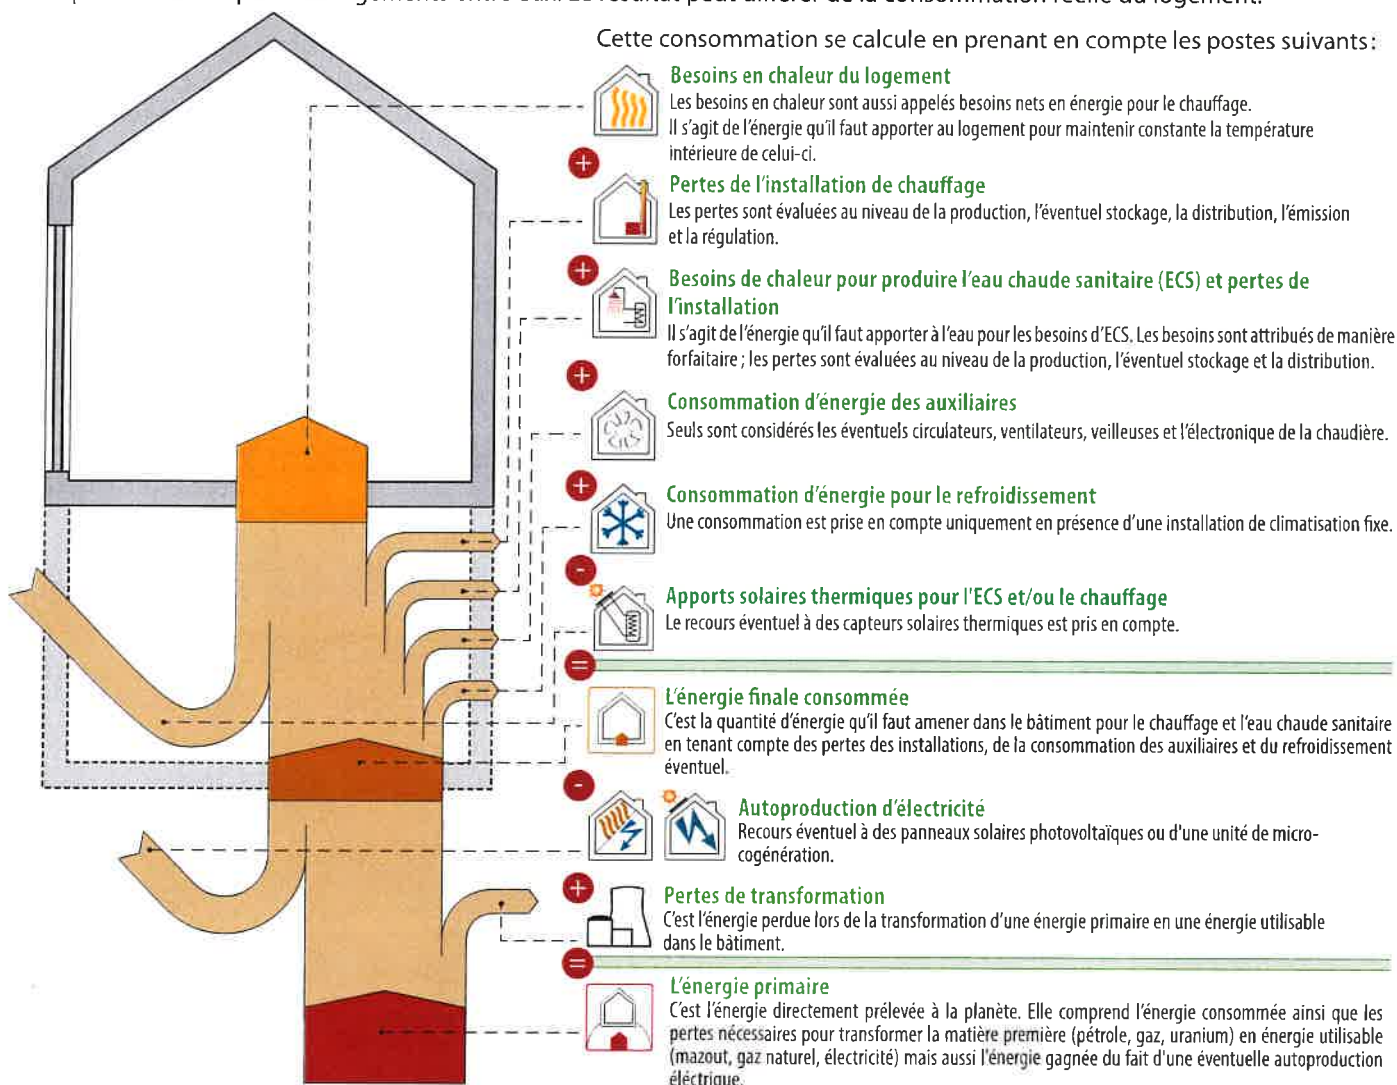 Cette consommation se calcule en prenant en compte les postes suivants :
Besoins en chaleur du logement
Les besoins en chaleur sont aussi appelés besoins nets en énergie pour le chauffage.
Il s'agit de l'énergie qu'il faut apporter au logement pour maintenir constante la température
intérieure de celui-ci.
+
Pertes de l'installation de chauffage
Les pertes sont évaluées au niveau de la production, l'éventuel stockage, la distribution, l'émission
et la régulation.
+
Besoins de chaleur pour produire l'eau chaude sanitaire (ECS) et pertes de
l'installation
Il s'agit de l'énergie qu'il faut apporter à l'eau pour les besoins d'ECS. Les besoins sont attribués de manière
forfaitaire ; les pertes sont évaluées au niveau de la production, l'éventuel stockage et la distribution.
+
Consommation d'énergie des auxiliaires
Seuls sont considérés les éventuels circulateurs, ventilateurs, veilleuses et l'électronique de la chaudière.
+
Consommation d'énergie pour le refroidissement
Une consommation est prise en compte uniquement en présence d'une installation de climatisation fixe.
-
Apports solaires thermiques pour l'ECS et/ou le chauffage
Le recours éventuel à des capteurs solaires thermiques est pris en compte.
=
L'énergie finale consommée
C'est la quantité d'énergie qu'il faut amener dans le bâtiment pour le chauffage et l'eau chaude sanitaire
en tenant compte des pertes des installations, de la consommation des auxiliaires et du refroidissement
éventuel.
-
Autoproduction d'électricité
Recours éventuel à des panneaux solaires photovoltaïques ou d'une unité de micro-
cogénération.
+
Pertes de transformation
C'est l'énergie perdue lors de la transformation d'une énergie primaire en une énergie utilisable
dans le bâtiment.
=
L'énergie primaire
C'est l'énergie directement prélevée à la planète. Elle comprend l'énergie consommée ainsi que les
pertes nécessaires pour transformer la matière première (pétrole, gaz, uranium) en énergie utilisable
(mazout, gaz naturel, électricité) mais aussi l'énergie gagnée du fait d'une éventuelle autoproduction
éléctrique.